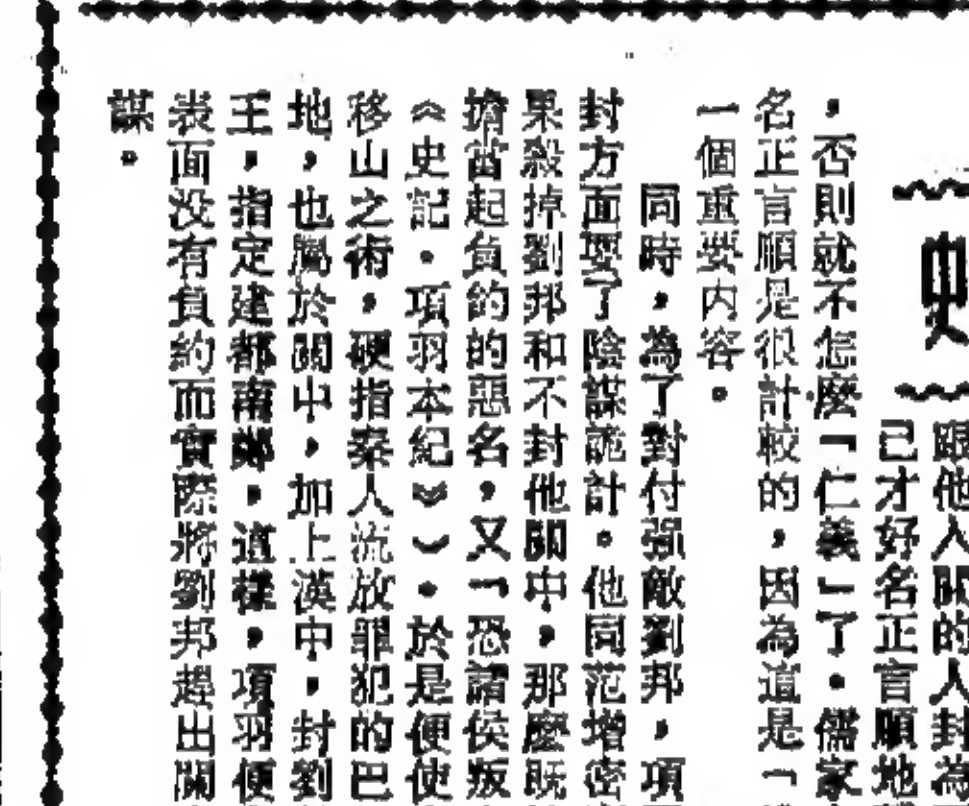 史
跟他入關的人封為
己才好名正言順地
，否則就不怎麼「仁義」了。儒家
名正言順是很計較的，因為這是「
一個重要内容。
同時，為了對付强敵劉邦，項
封方面耍了陰謀詭計。他同范增密
果殺掉劉邦和不封他關中，那麼既
擔當起負約的惡名，又「恐諸侯叛
《史記·項羽本紀》）。於是便使
移山之術，硬指秦人流放罪犯的巴
地，也屬於關中，加上漢中，封劉
王，指定建都南鄭。這樣，項羽便
表面没有負約而實際將劉邦趕出關
謀。